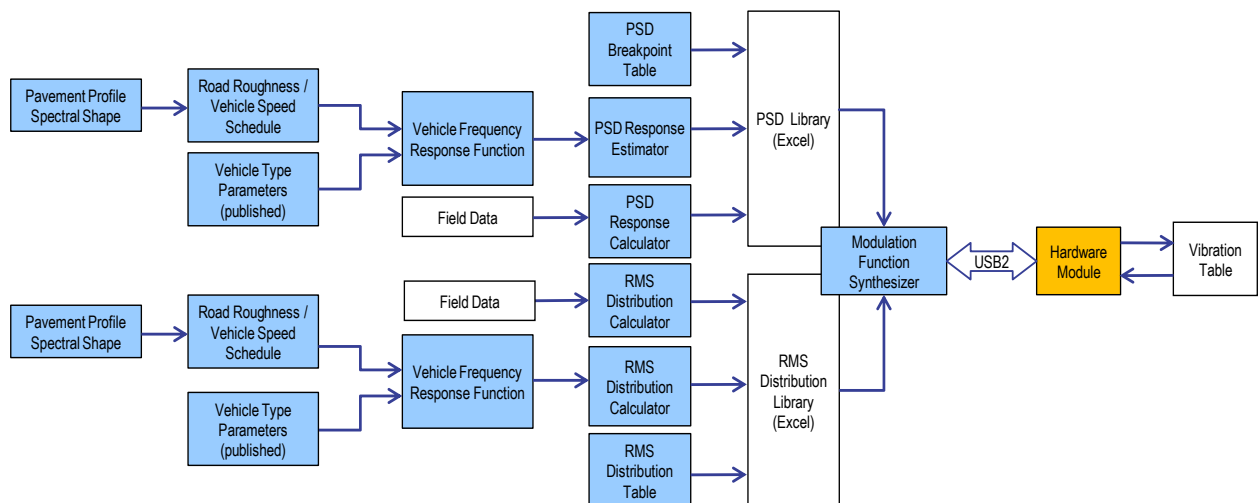 PSD
Breakpoint
Table
Pavement Profile
Spectral Shape
Road Roughness /
Vehicle Speed
Schedule
Vehicle Type
Parameters
(published)
Vehicle Frequency
Response Function
PSD Response
Estimator
Field Data
PSD
Response
Calculator
PSD Library
(Excel)
Modulation
Function
Synthesizer
USB2
Hardware
Module
Vibration
Table
Field Data
RMS
Distribution
Calculator
Pavement Profile
Spectral Shape
Road Roughness /
Vehicle Speed
Schedule
Vehicle Type
Parameters
(published)
Vehicle Frequency
Response Function
RMS
Distribution
Calculator
RMS
Distribution
Table
RMS
Distribution
Library
(Excel)